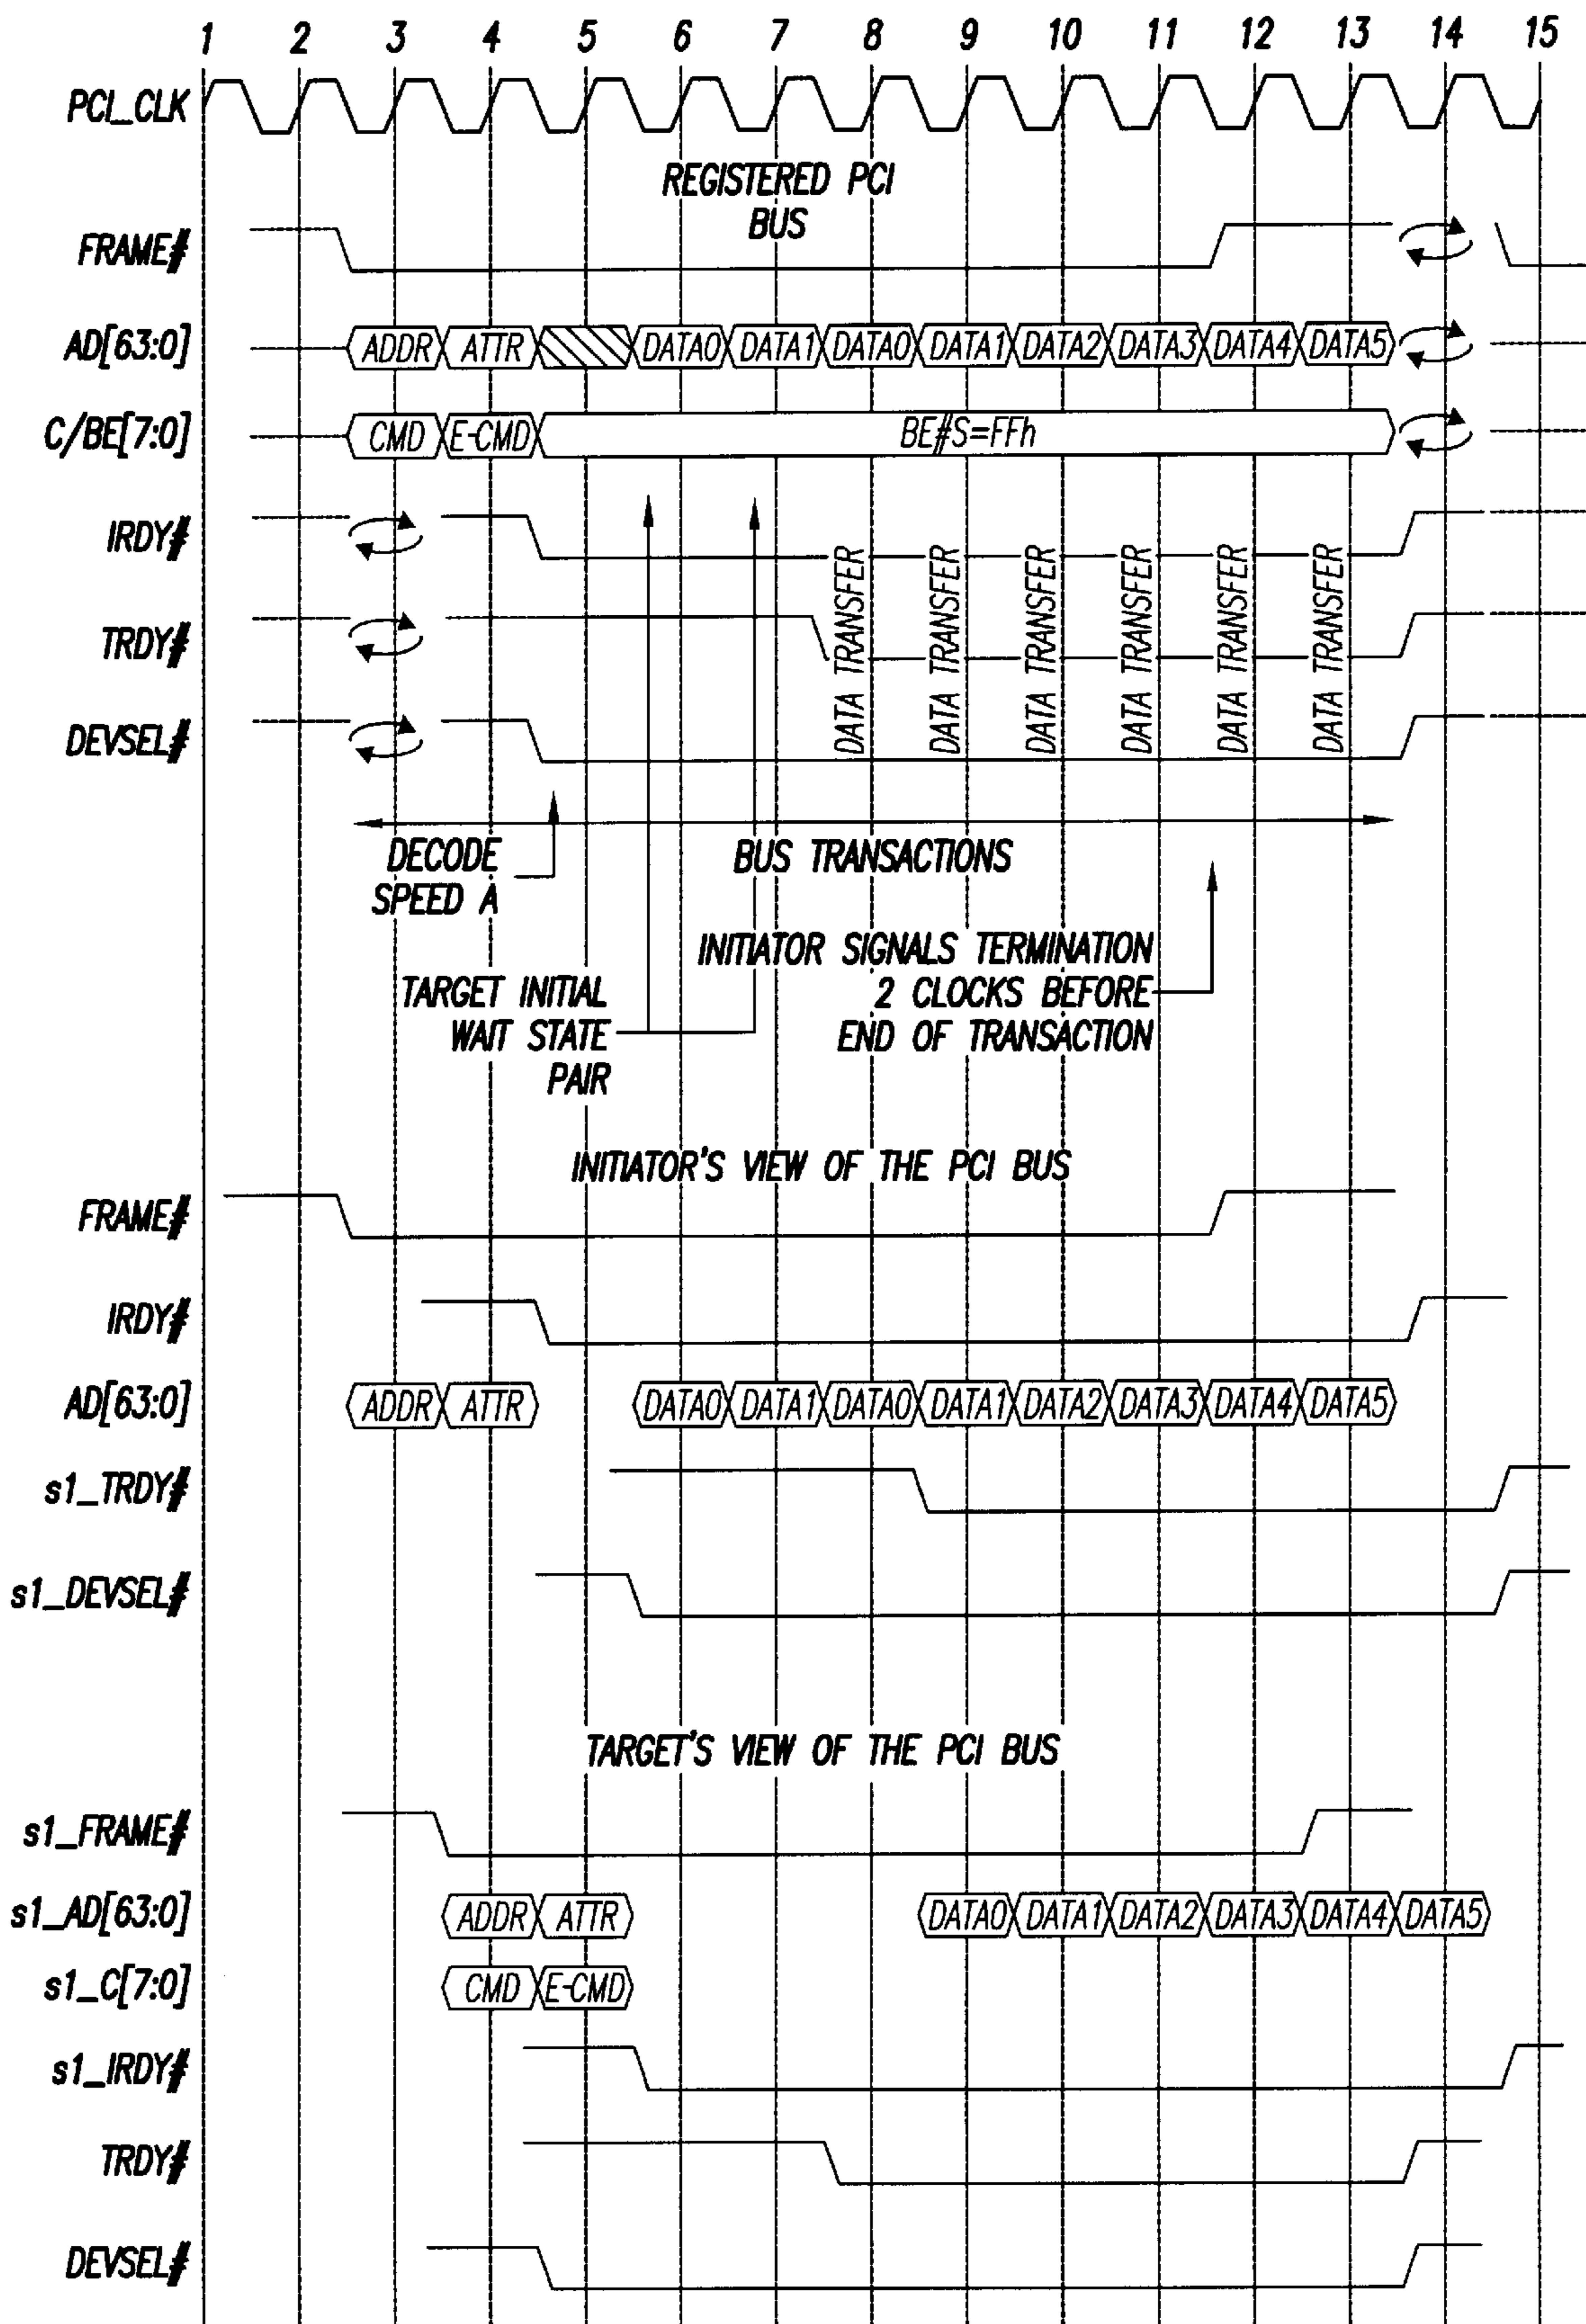 1 2 3 4 5 6 7 8 9 10 11 12 13 14 15
PCI_CLK
REGISTERED PCI
BUS
FRAME#
AD[63:0] ADDR ATTR DATA0 DATA1 DATA0 DATA1 DATA2 DATA3 DATA4 DATA5
C/BE[7:0] CMD E-CMD BE#S=FFh
IRDY#
TRDY#
DEVSEL#
DATA TRANSFER
DATA TRANSFER
DATA TRANSFER
DATA TRANSFER
DATA TRANSFER
DATA TRANSFER
DECODE
SPEED A
BUS TRANSACTIONS
INITIATOR SIGNALS TERMINATION
2 CLOCKS BEFORE
END OF TRANSACTION
TARGET INITIAL
WAIT STATE
PAIR
INITIATOR'S VIEW OF THE PCI BUS
FRAME#
IRDY#
AD[63:0] ADDR ATTR DATA0 DATA1 DATA0 DATA1 DATA2 DATA3 DATA4 DATA5
s1_TRDY#
s1_DEVSEL#
TARGET'S VIEW OF THE PCI BUS
s1_FRAME#
s1_AD[63:0] ADDR ATTR DATA0 DATA1 DATA2 DATA3 DATA4 DATA5
s1_C[7:0] CMD E-CMD
s1_IRDY#
TRDY#
DEVSEL#